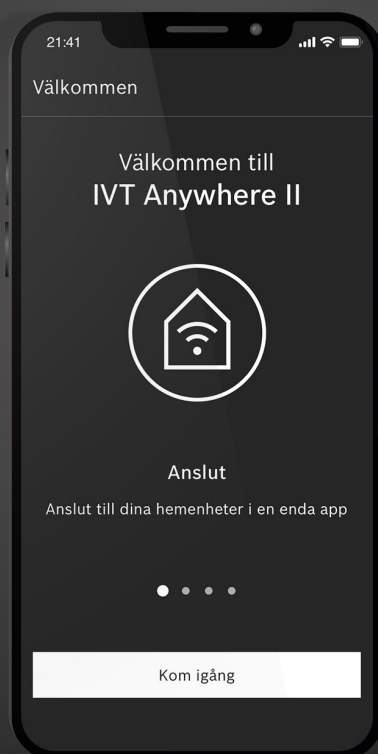 21:41
Välkommen
Välkommen till
IVT Anywhere II
Anslut
Anslut till dina hemenheter i en enda app
Kom igång